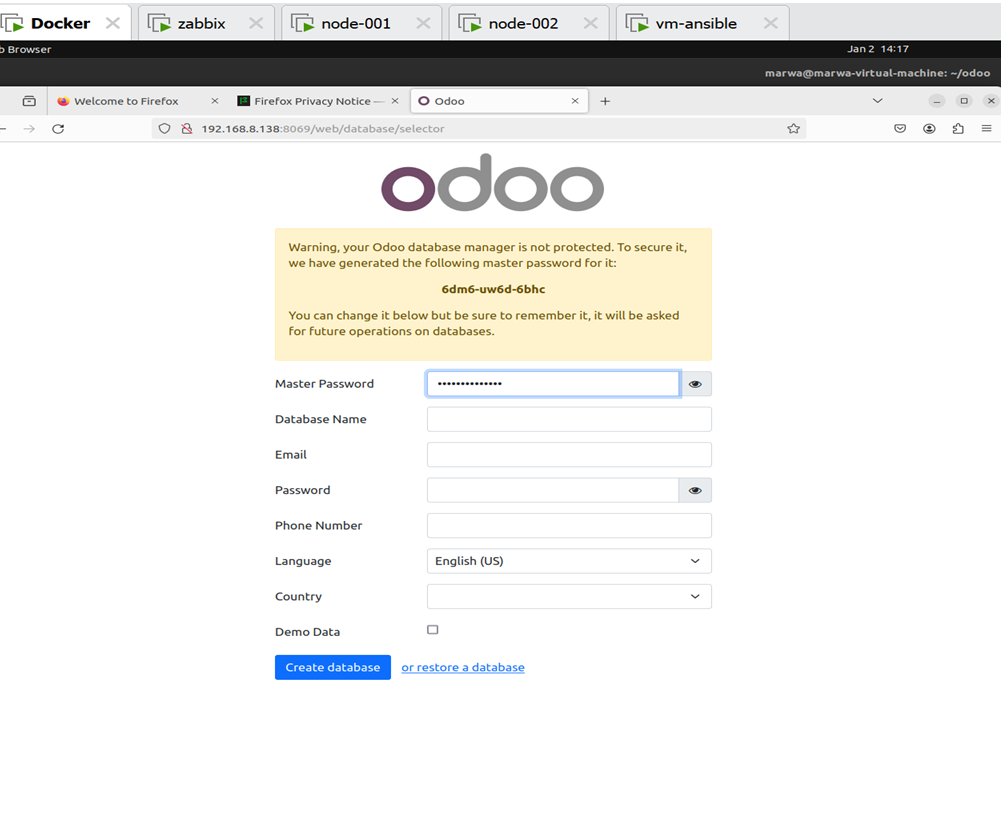 Docker zabbix node-001 node-002 vm-ansible
b Browser Jan 2 14:17
marwa@marwa-virtual-machine: ~/odoo
Welcome to Firefox Firefox Privacy Notice — Odoo
192.168.8.138:8069/web/database/selector
odoo
Warning, your Odoo database manager is not protected. To secure it,
we have generated the following master password for it:
6dm6-uw6d-6bhc
You can change it below but be sure to remember it, it will be asked
for future operations on databases.
Master Password ••••••••••••••
Database Name
Email
Password
Phone Number
Language English (US)
Country
Demo Data
Create database or restore a database